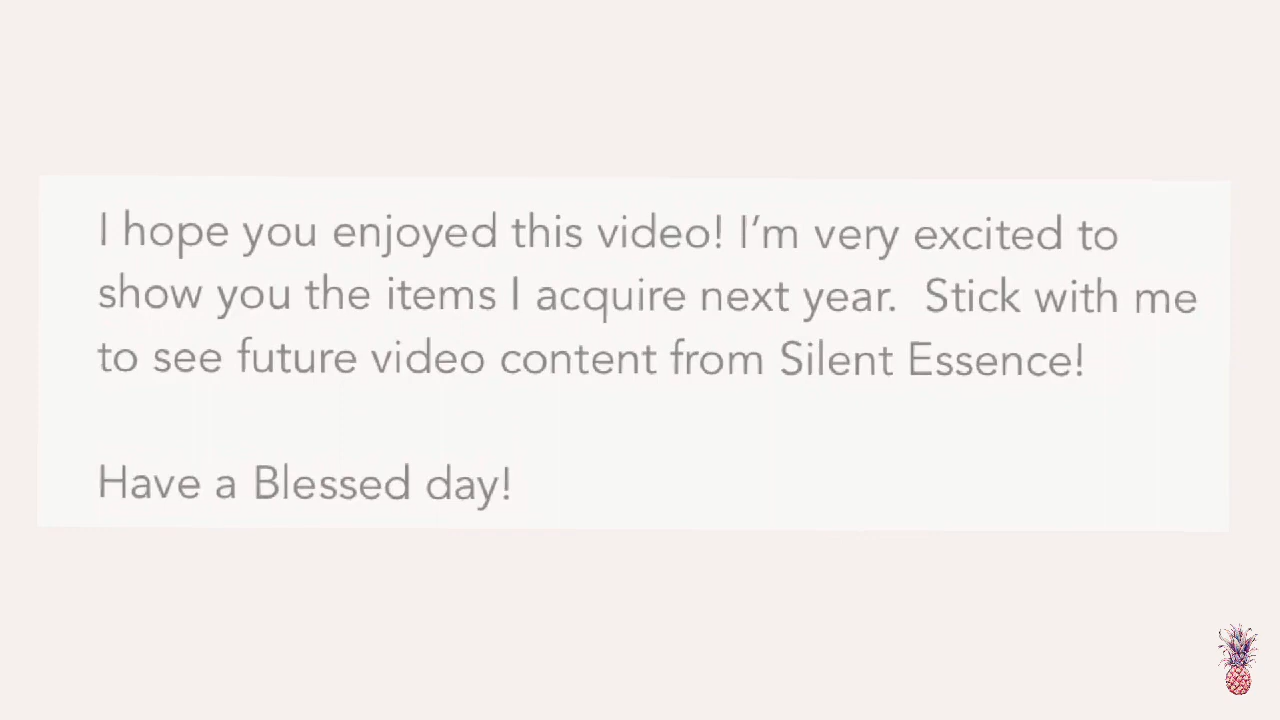 I hope you enjoyed this video! I’m very excited to
show you the items I acquire next year.  Stick with me
to see future video content from Silent Essence!
Have a Blessed day!